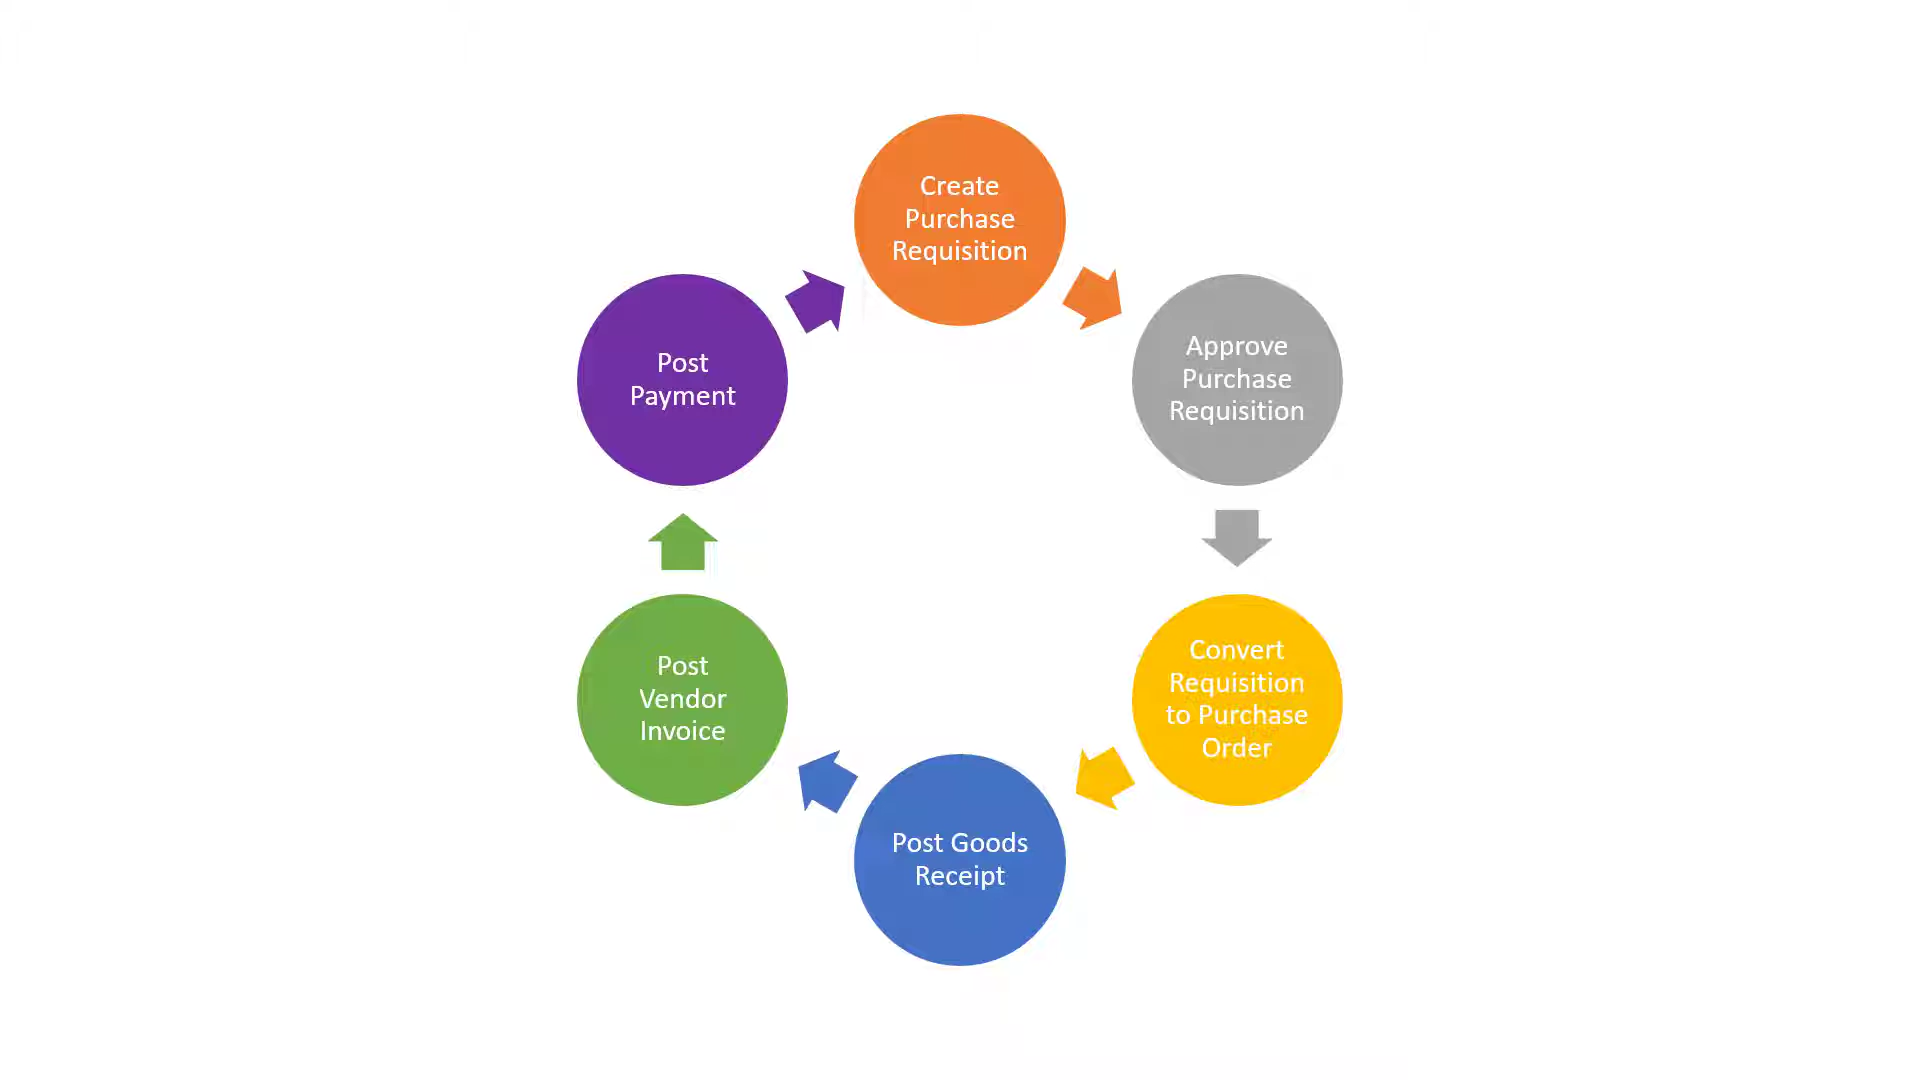 Create
Purchase
Requisition
Approve
Purchase
Requisition
Convert
Requisition
to Purchase
Order
Post Goods
Receipt
Post
Vendor
Invoice
Post
Payment